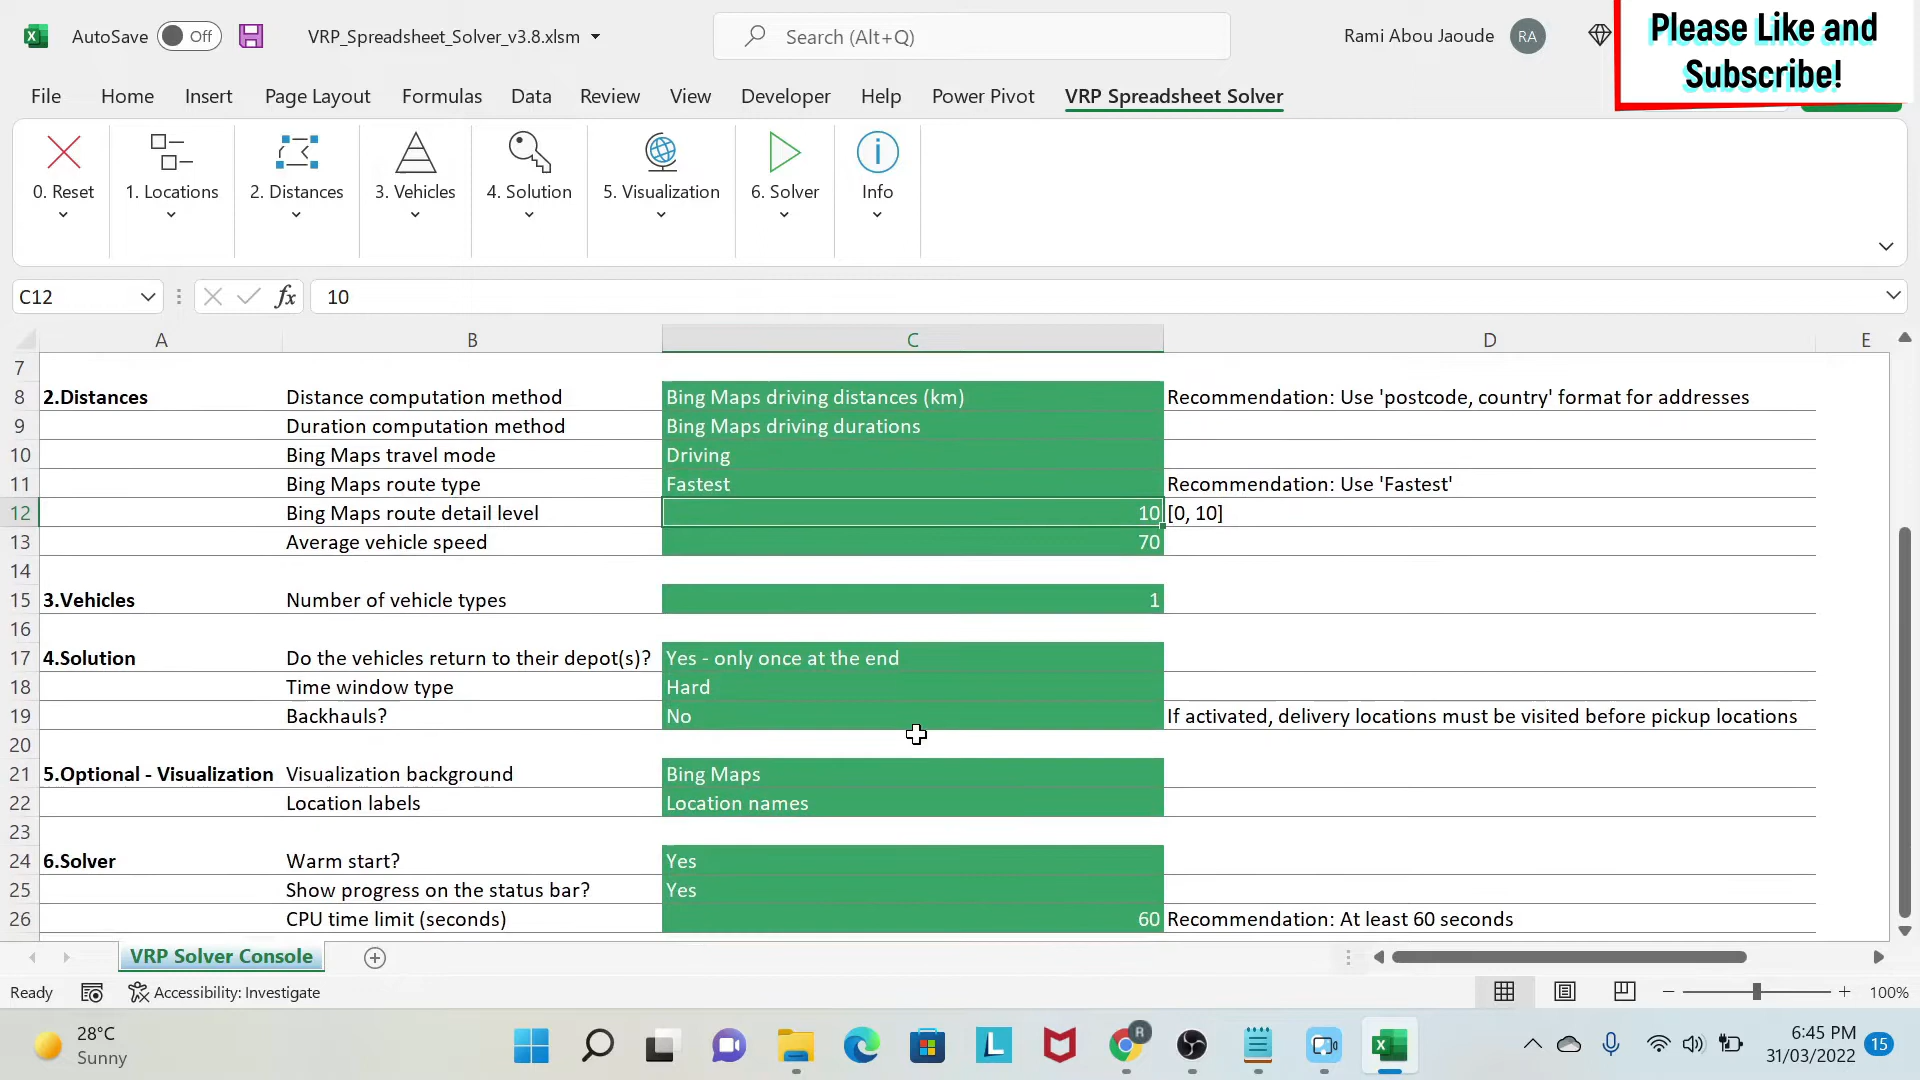 AutoSave Off VRP_Spreadsheet_Solver_v3.8.xlsm Search (Alt+Q) Rami Abou Jaoude RA
Please Like and
Subscribe!
File Home Insert Page Layout Formulas Data Review View Developer Help Power Pivot VRP Spreadsheet Solver
0. Reset 1. Locations 2. Distances 3. Vehicles 4. Solution 5. Visualization 6. Solver Info
C12 fx 10
A B C D E
7
8 2.Distances Distance computation method Bing Maps driving distances (km) Recommendation: Use 'postcode, country' format for addresses
9 Duration computation method Bing Maps driving durations
10 Bing Maps travel mode Driving
11 Bing Maps route type Fastest Recommendation: Use 'Fastest'
12 Bing Maps route detail level 10 [0, 10]
13 Average vehicle speed 70
14
15 3.Vehicles Number of vehicle types 1
16
17 4.Solution Do the vehicles return to their depot(s)? Yes - only once at the end
18 Time window type Hard
19 Backhauls? No If activated, delivery locations must be visited before pickup locations
20
21 5.Optional - Visualization Visualization background Bing Maps
22 Location labels Location names
23
24 6.Solver Warm start? Yes
25 Show progress on the status bar? Yes
26 CPU time limit (seconds) 60 Recommendation: At least 60 seconds
VRP Solver Console
Ready Accessibility: Investigate 100%
28°C
Sunny
L
R
6:45 PM
31/03/2022
15